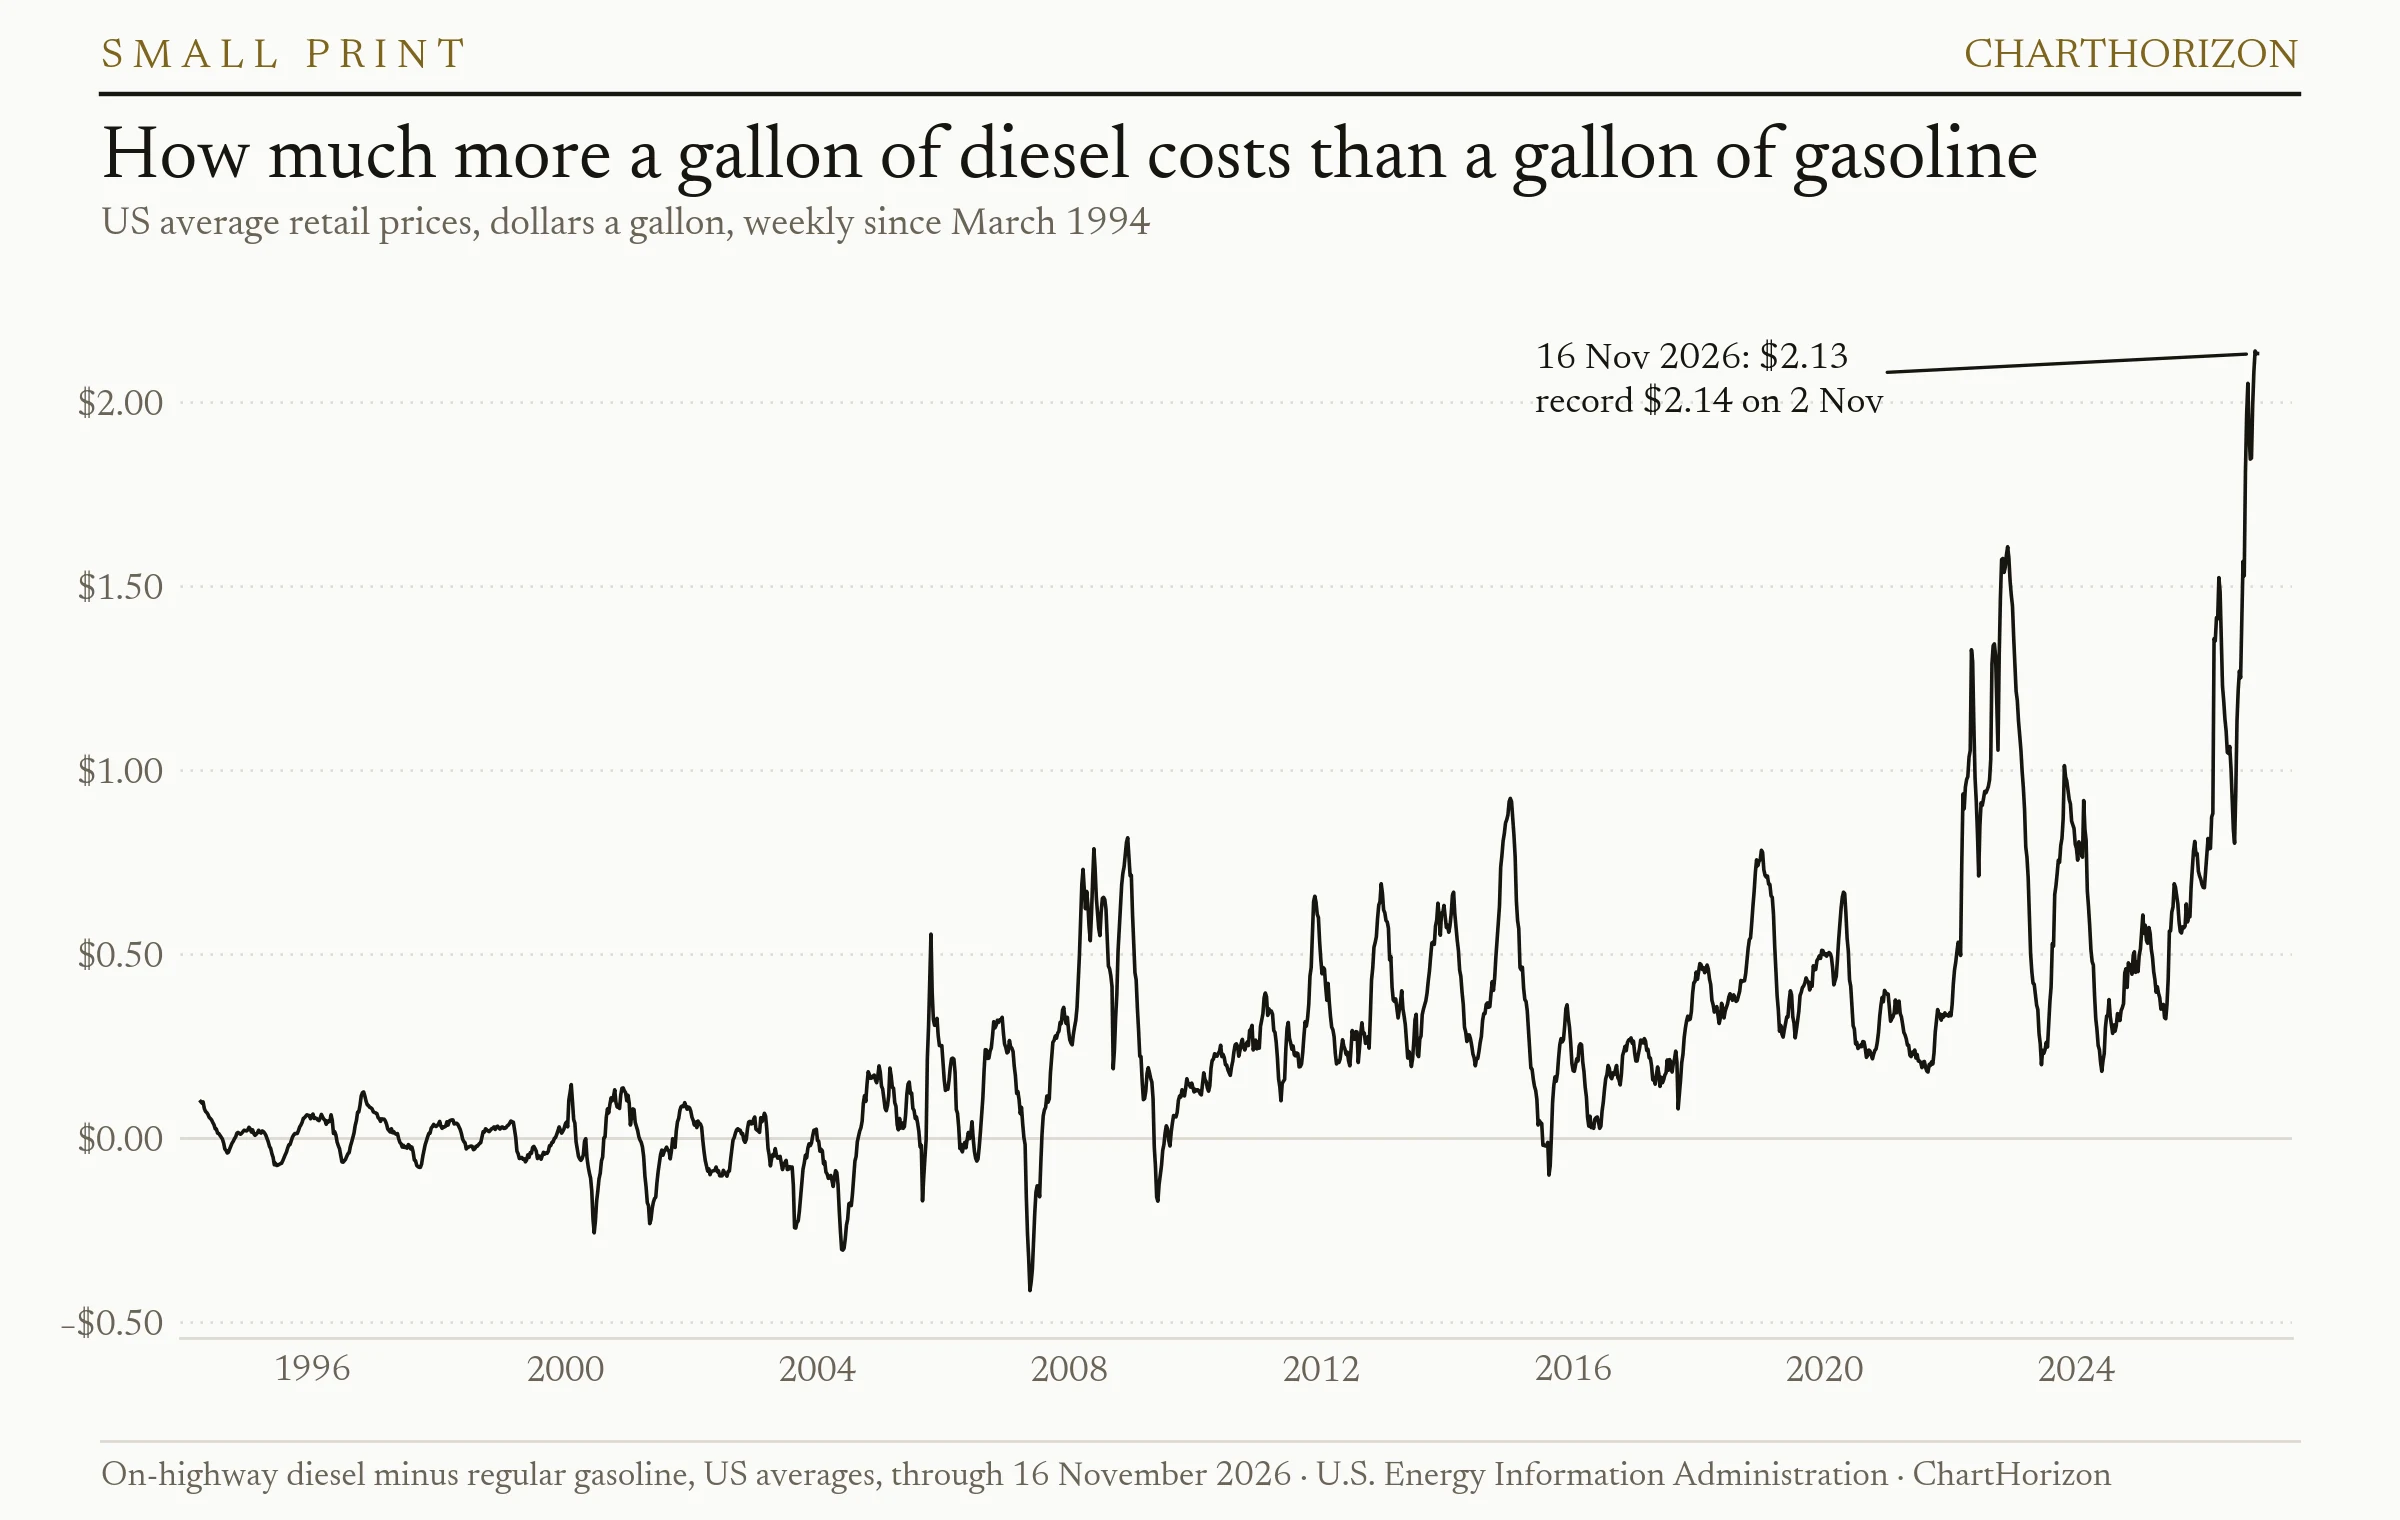 SMALL PRINT
CHARTHORIZON
How much more a gallon of diesel costs than a gallon of gasoline
US average retail prices, dollars a gallon, weekly since March 1994
16 Nov 2026: $2.13
record $2.14 on 2 Nov
$2.00
$1.50
$1.00
$0.50
$0.00
–$0.50
1996 2000 2004 2008 2012 2016 2020 2024
On-highway diesel minus regular gasoline, US averages, through 16 November 2026 · U.S. Energy Information Administration · ChartHorizon